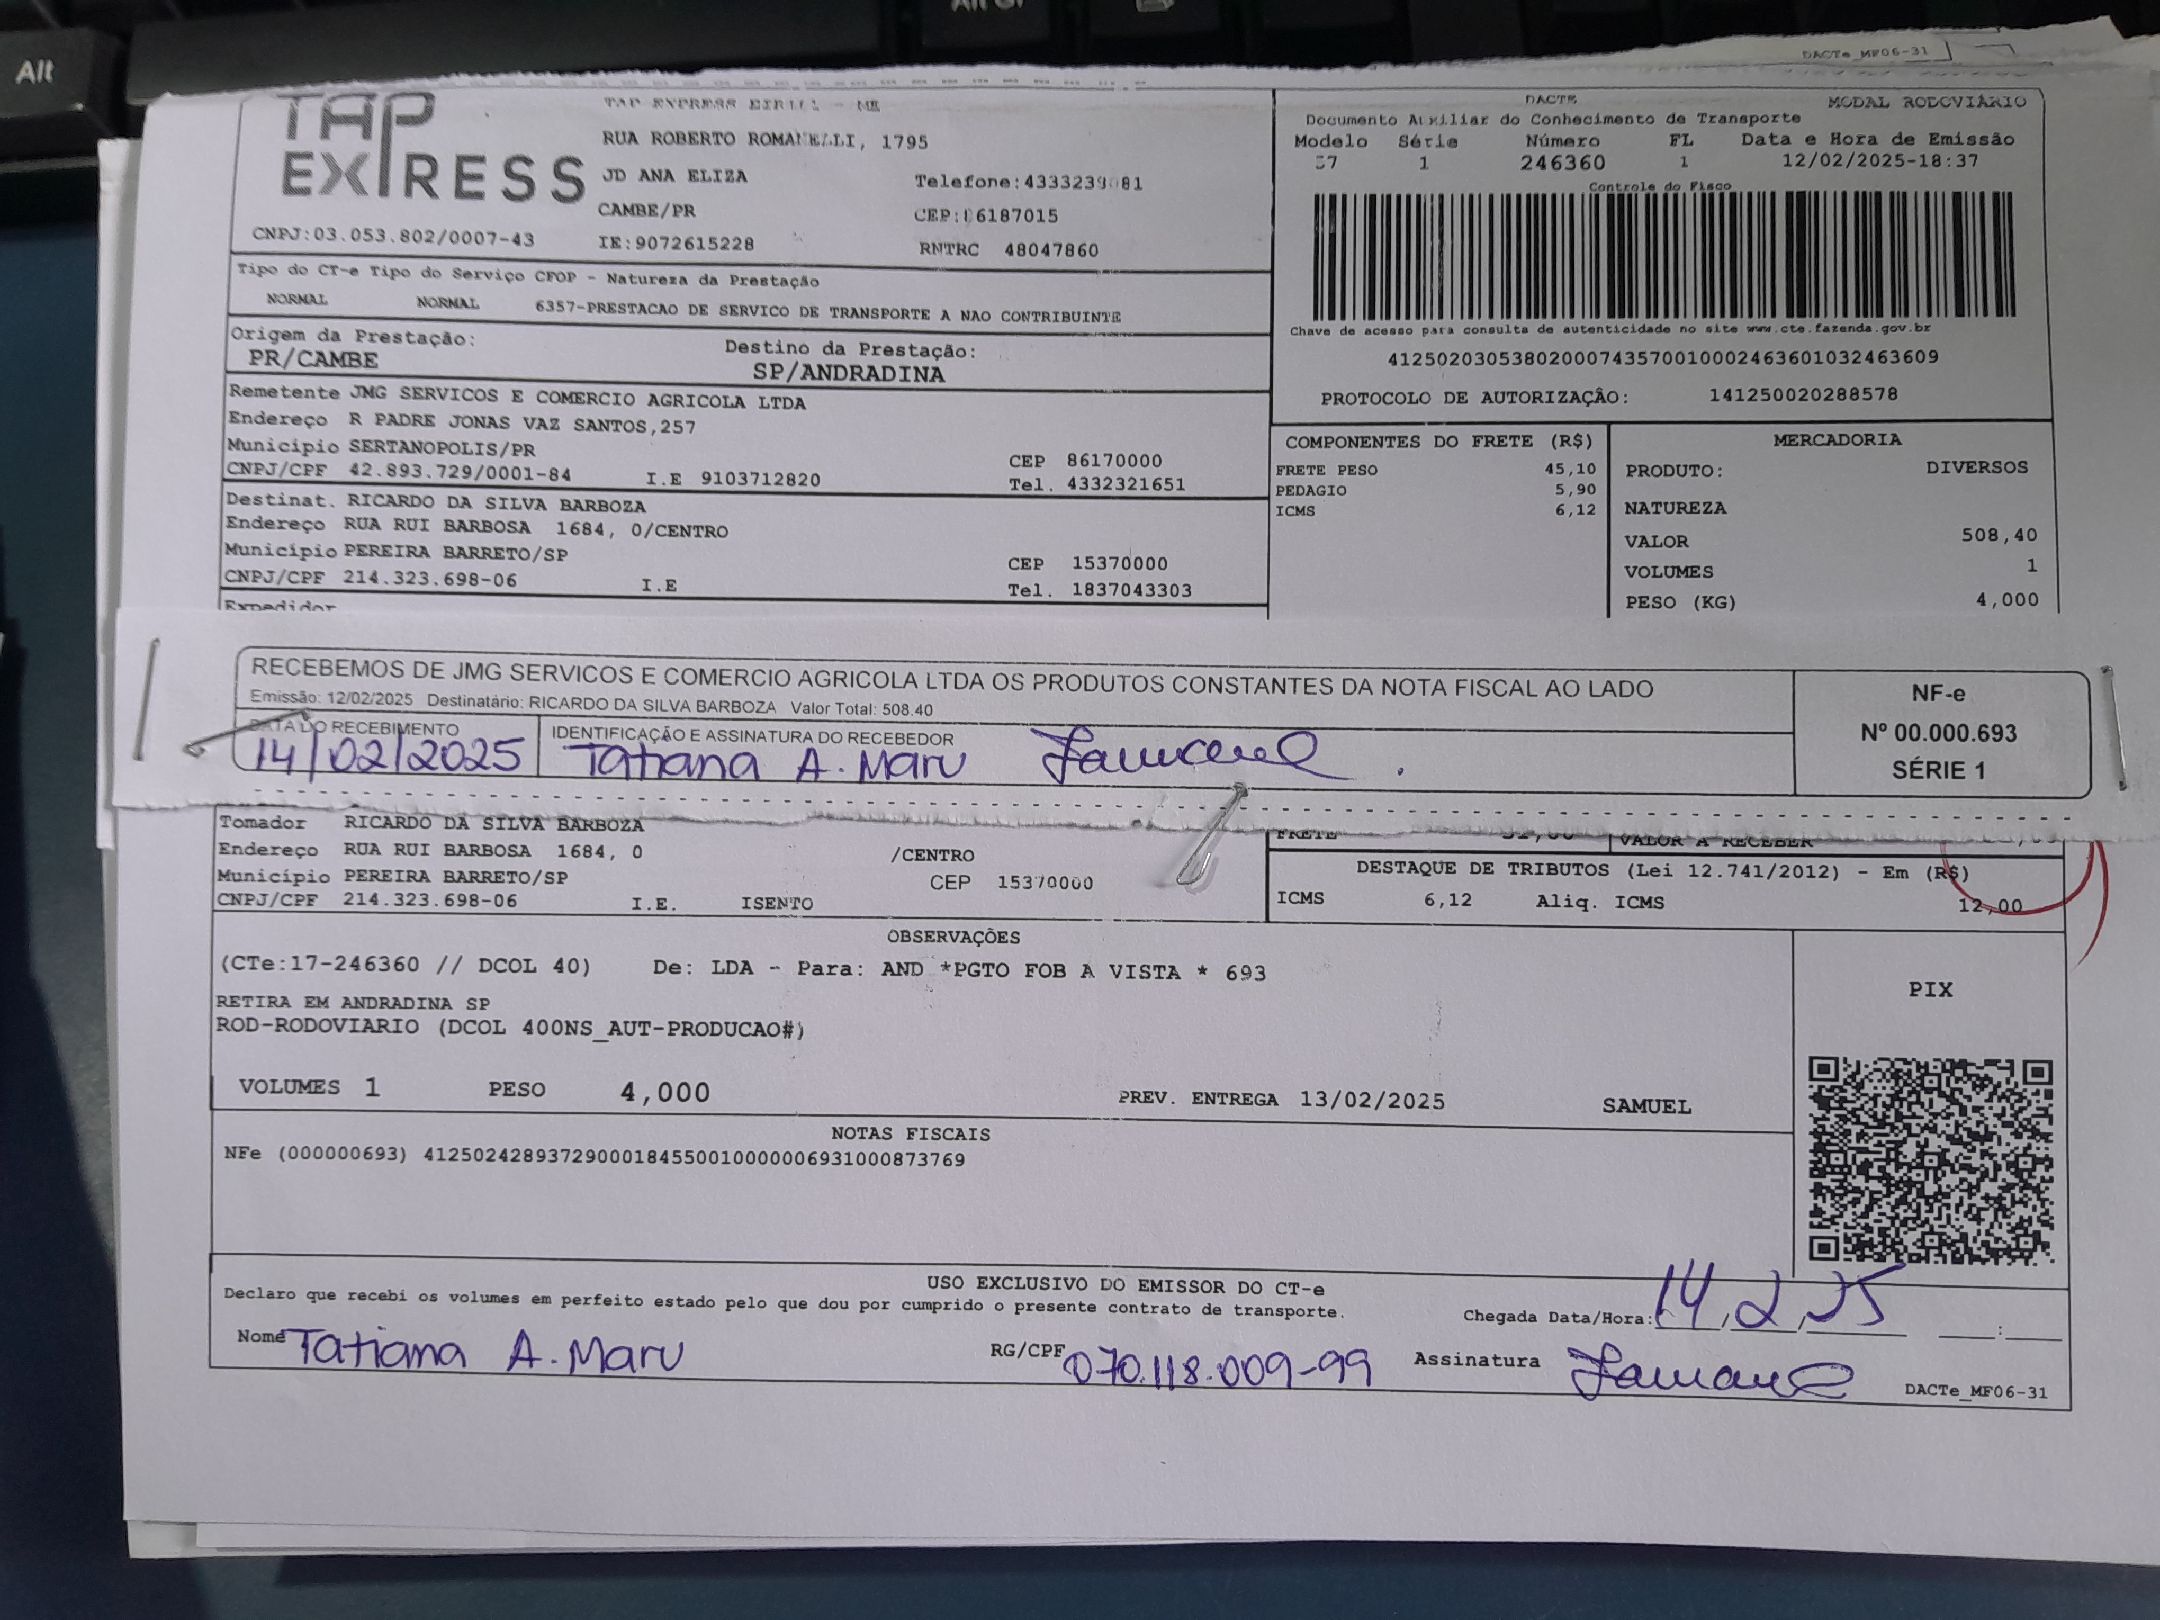 Alt
Alt Gr
DACTe_MF06-31
TAP EXPRESS
TAP EXPRESS EIRELI - ME
RUA ROBERTO ROMANELLI, 1795
JD ANA ELIZA
Telefone:4333239081
CAMBE/PR
CEP:86187015
CNPJ:03.053.802/0007-43
IE:9072615228
RNTRC 48047860
DACTE
MODAL RODOVIÁRIO
Documento Auxiliar do Conhecimento de Transporte
Modelo Série Número FL Data e Hora de Emissão
57 1 246360 1 12/02/2025-18:37
Controle do Fisco
Chave de acesso para consulta de autenticidade no site www.cte.fazenda.gov.br
41250203053802000743570010002463601032463609
PROTOCOLO DE AUTORIZAÇÂO: 141250020288578
Tipo do CT-e Tipo do Serviço CFOP - Natureza da Prestação
NORMAL NORMAL 6357-PRESTACAO DE SERVICO DE TRANSPORTE A NAO CONTRIBUINTE
Origem da Prestação: Destino da Prestação:
PR/CAMBE SP/ANDRADINA
Remetente JMG SERVICOS E COMERCIO AGRICOLA LTDA
Endereço R PADRE JONAS VAZ SANTOS,257
Município SERTANOPOLIS/PR CEP 86170000
CNPJ/CPF 42.893.729/0001-84 I.E 9103712820 Tel. 4332321651
Destinat. RICARDO DA SILVA BARBOZA
Endereço RUA RUI BARBOSA 1684, 0/CENTRO
Município PEREIRA BARRETO/SP CEP 15370000
CNPJ/CPF 214.323.698-06 I.E Tel. 1837043303
Expedidor
COMPONENTES DO FRETE (R$)
FRETE PESO 45,10
PEDAGIO 5,90
ICMS 6,12
MERCADORIA
PRODUTO: DIVERSOS
NATUREZA
VALOR 508,40
VOLUMES 1
PESO (KG) 4,000
RECEBEMOS DE JMG SERVICOS E COMERCIO AGRICOLA LTDA OS PRODUTOS CONSTANTES DA NOTA FISCAL AO LADO
Emissão: 12/02/2025 Destinatário: RICARDO DA SILVA BARBOZA Valor Total: 508.40
DATA DO RECEBIMENTO IDENTIFICAÇÃO E ASSINATURA DO RECEBEDOR
14/02/2025 Tatiana A. Maru
NF-e
Nº 00.000.693
SÉRIE 1
Tomador RICARDO DA SILVA BARBOZA
Endereço RUA RUI BARBOSA 1684, 0 /CENTRO
Município PEREIRA BARRETO/SP CEP 15370000
CNPJ/CPF 214.323.698-06 I.E. ISENTO
FRETE VALOR A RECEBER
DESTAQUE DE TRIBUTOS (Lei 12.741/2012) - Em (R$)
ICMS 6,12 Aliq. ICMS 12,00
OBSERVAÇÕES
(CTe:17-246360 // DCOL 40) De: LDA - Para: AND *PGTO FOB A VISTA * 693
RETIRA EM ANDRADINA SP
ROD-RODOVIARIO (DCOL 400NS_AUT-PRODUCAO#)
PIX
VOLUMES 1 PESO 4,000 PREV. ENTREGA 13/02/2025 SAMUEL
NOTAS FISCAIS
NFe (000000693) 41250242893729000184550010000006931000873769
USO EXCLUSIVO DO EMISSOR DO CT-e
Declaro que recebi os volumes em perfeito estado pelo que dou por cumprido o presente contrato de transporte.
Chegada Data/Hora: 14,2,25 :
Nome Tatiana A. Maru RG/CPF 070.118.009-99 Assinatura
DACTe_MF06-31